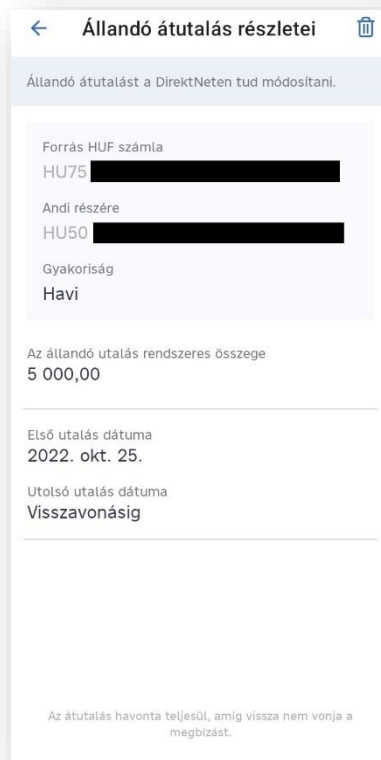 Állandó átutalás részletei
Állandó átutalást a DirektNeten tud módosítani.
Forrás HUF számla
HU75
Andi részére
HU50
Gyakoriság
Havi
Az állandó utalás rendszeres összege
5 000,00
Első utalás dátuma
2022. okt. 25.
Utolsó utalás dátuma
Visszavonásig
Az átutalás havonta teljesül, amíg vissza nem vonja a
megbízást.